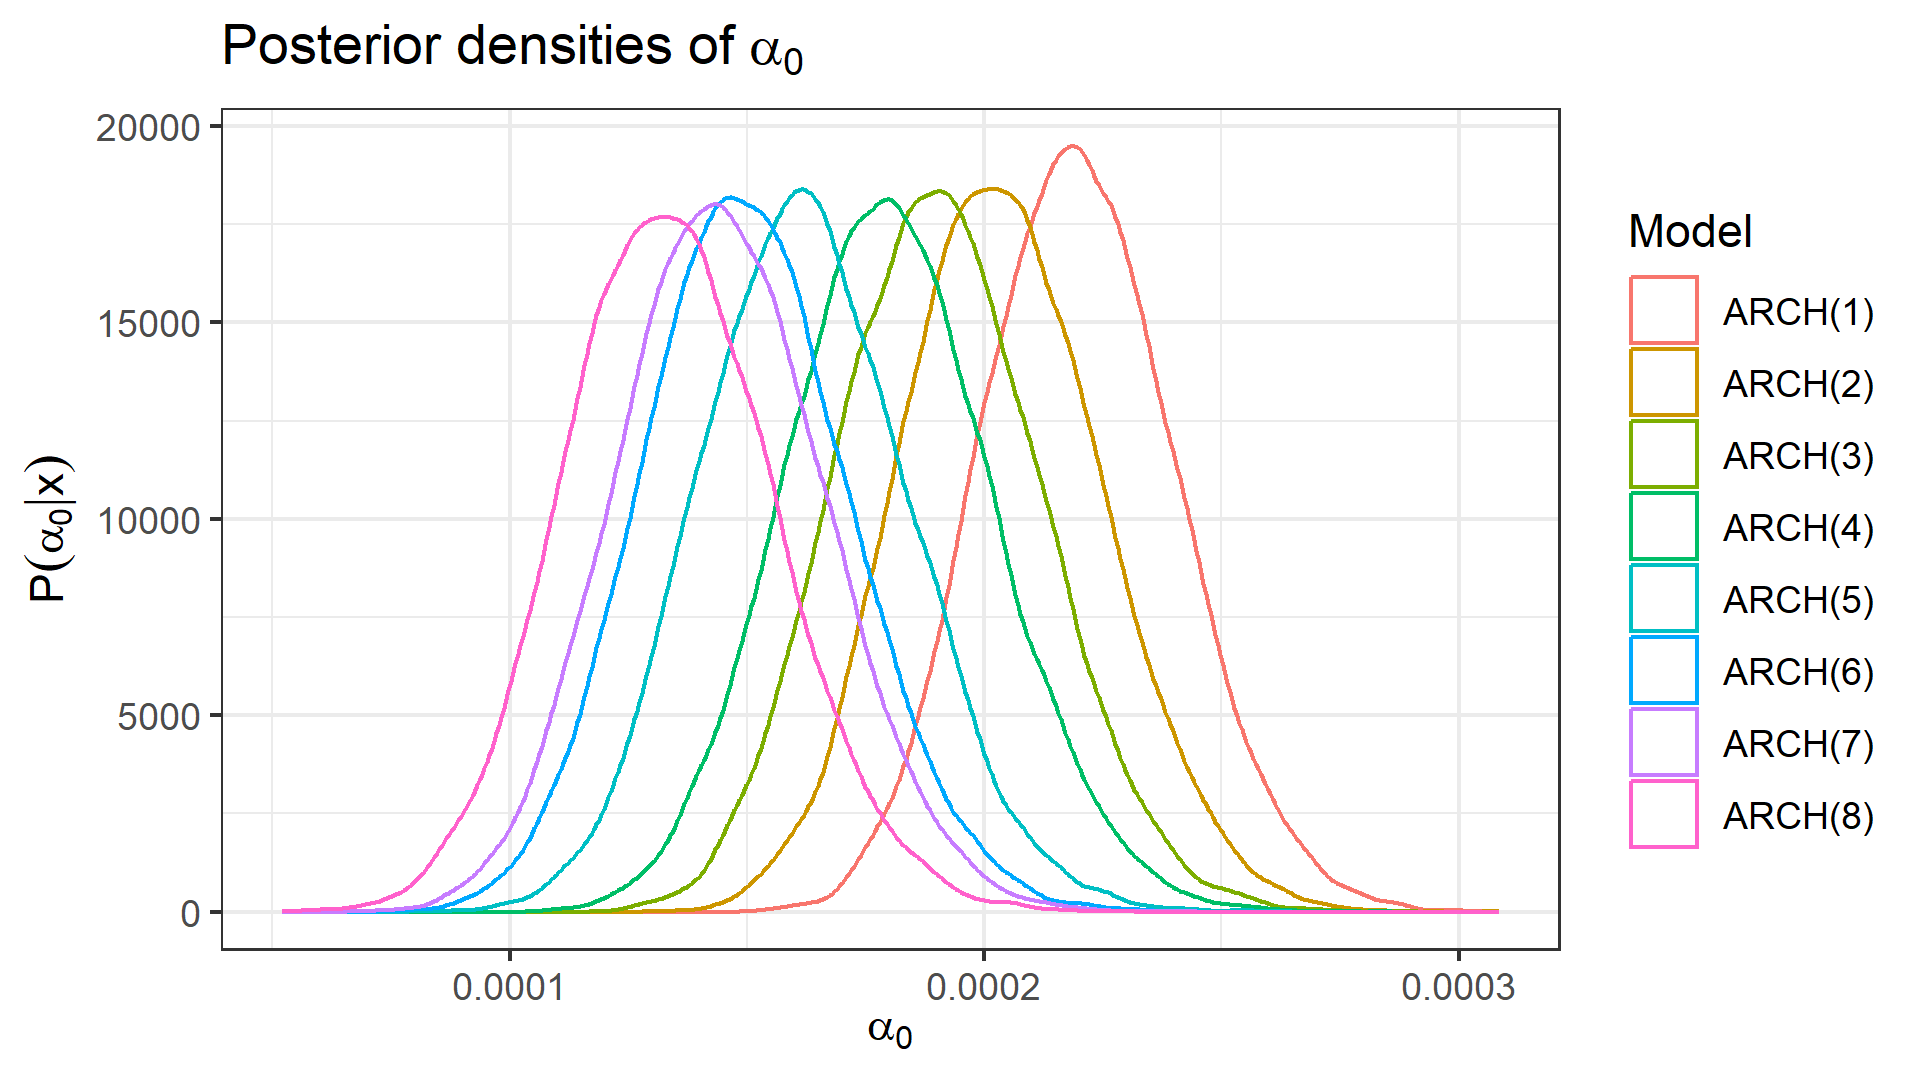 Posterior densities of α0
20000
15000
10000
5000
0
P(α0|x)
0.0001
0.0002
0.0003
α0
Model
ARCH(1)
ARCH(2)
ARCH(3)
ARCH(4)
ARCH(5)
ARCH(6)
ARCH(7)
ARCH(8)